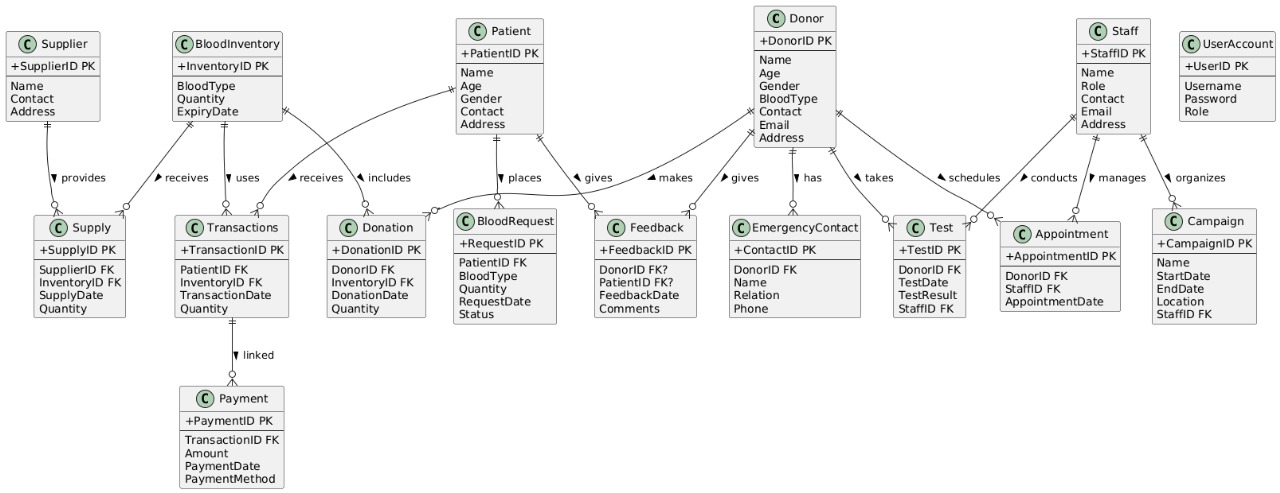 C Supplier
+SupplierID PK
Name
Contact
Address
C BloodInventory
+InventoryID PK
BloodType
Quantity
ExpiryDate
C Patient
+PatientID PK
Name
Age
Gender
Contact
Address
C Donor
+DonorID PK
Name
Age
Gender
BloodType
Contact
Email
Address
C Staff
+StaffID PK
Name
Role
Contact
Email
Address
C UserAccount
+UserID PK
Username
Password
Role
provides
receives
uses
includes
receives
places
gives
makes
gives
has
takes
schedules
conducts
manages
organizes
C Supply
+SupplyID PK
SupplierID FK
InventoryID FK
SupplyDate
Quantity
C Transactions
+TransactionID PK
PatientID FK
InventoryID FK
TransactionDate
Quantity
C Donation
+DonationID PK
DonorID FK
InventoryID FK
DonationDate
Quantity
C BloodRequest
+RequestID PK
PatientID FK
BloodType
Quantity
RequestDate
Status
C Feedback
+FeedbackID PK
DonorID FK?
PatientID FK?
FeedbackDate
Comments
C EmergencyContact
+ContactID PK
DonorID FK
Name
Relation
Phone
C Test
+TestID PK
DonorID FK
TestDate
TestResult
StaffID FK
C Appointment
+AppointmentID PK
DonorID FK
StaffID FK
AppointmentDate
C Campaign
+CampaignID PK
Name
StartDate
EndDate
Location
StaffID FK
linked
C Payment
+PaymentID PK
TransactionID FK
Amount
PaymentDate
PaymentMethod